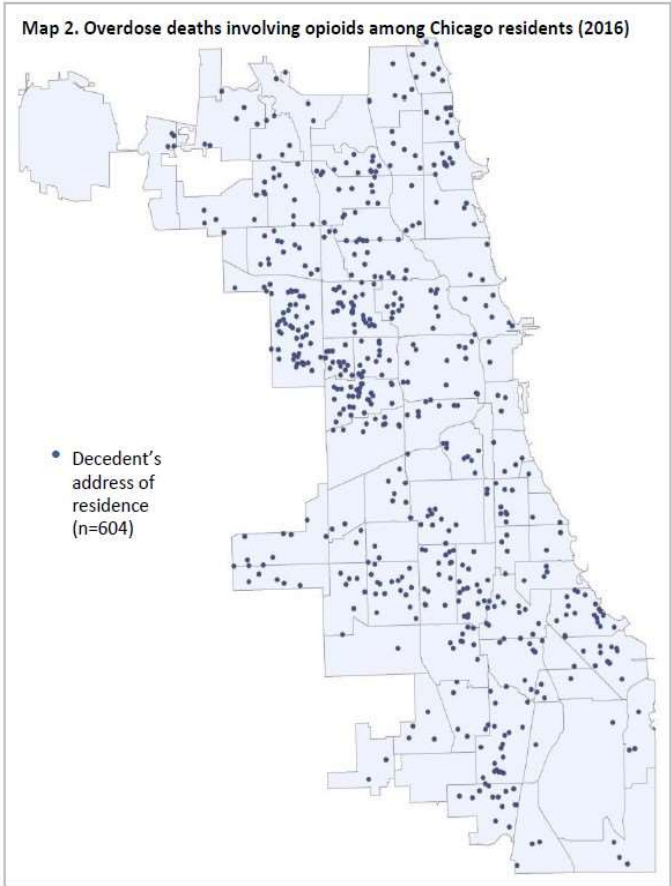 Map 2. Overdose deaths involving opioids among Chicago residents (2016)
Decedent's
address of
residence
(n=604)